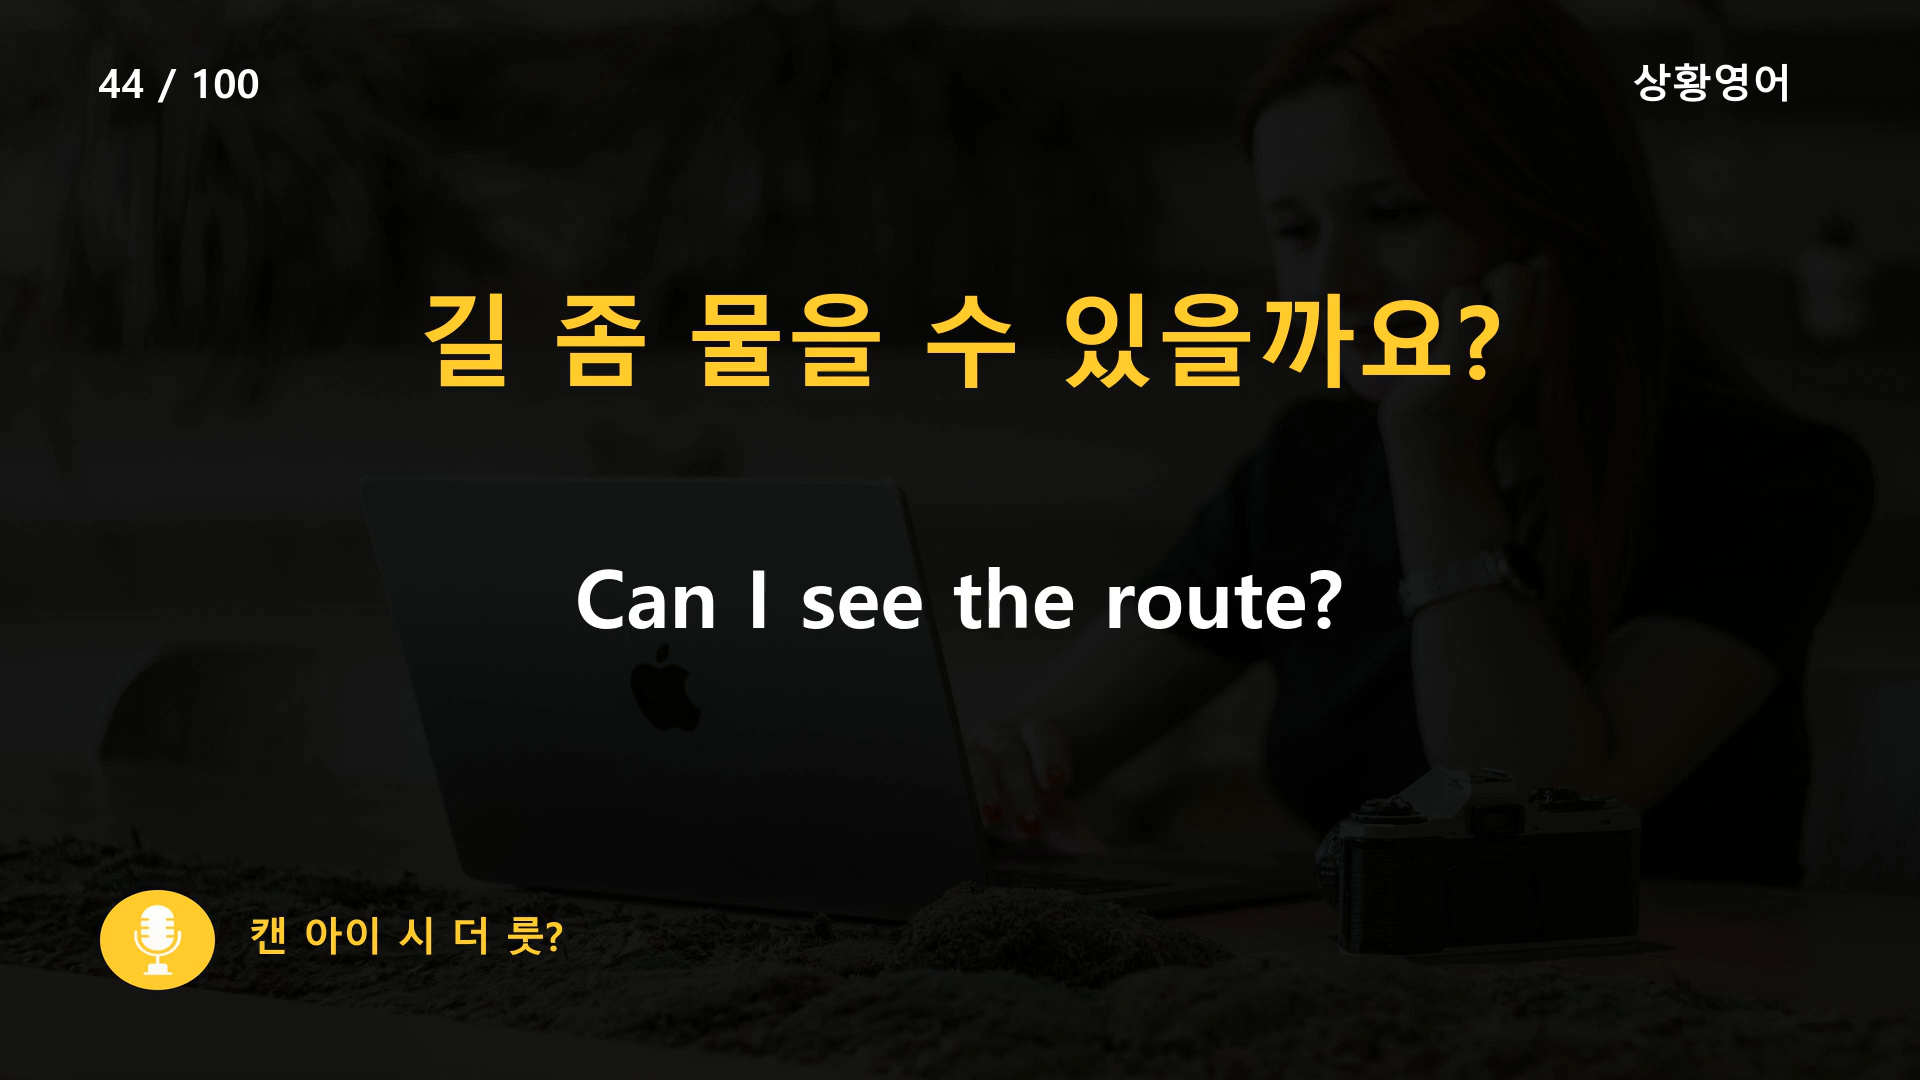 44 / 100
상황영어
길 좀 물을 수 있을까요?
Can I see the route?
캔 아이 시 더 룻?